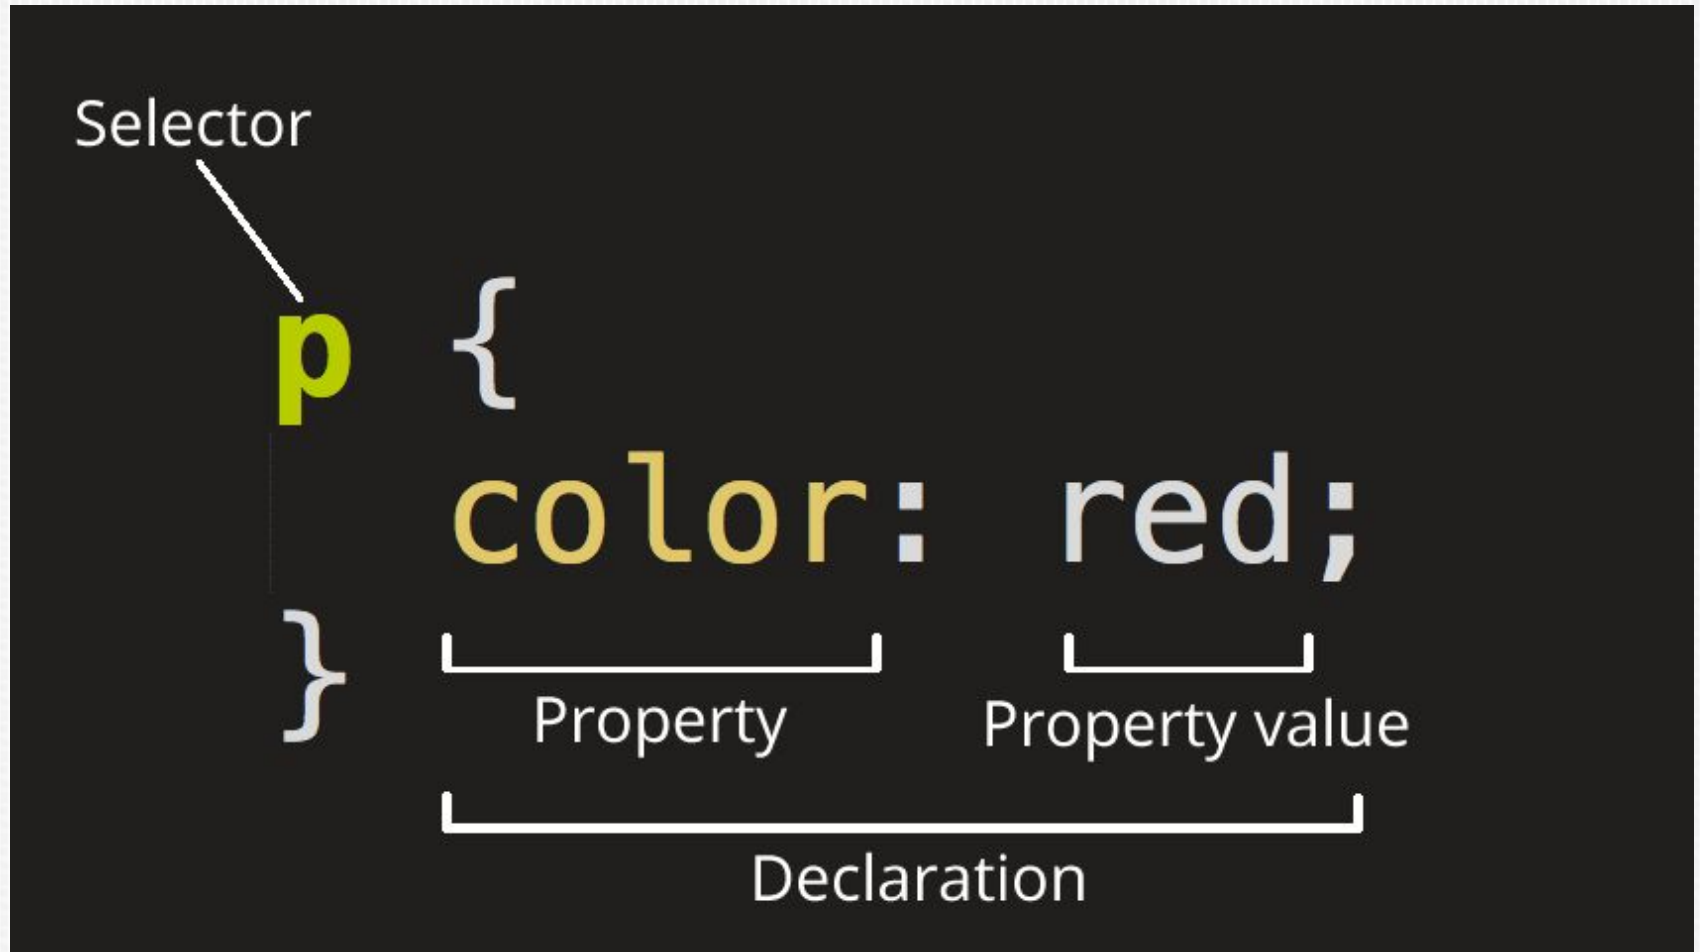 Selector
p {
color: red;
}
Property Property value
Declaration